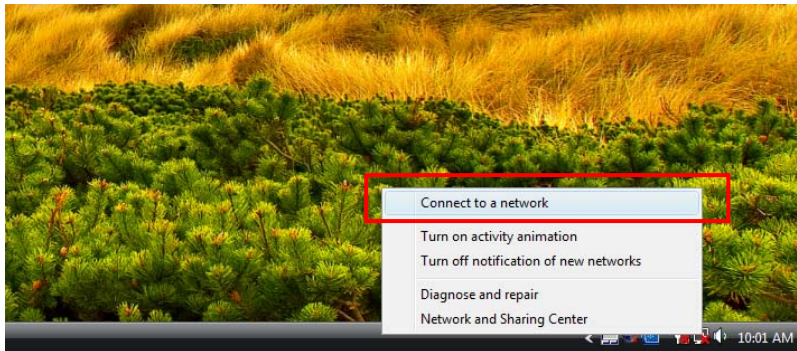 Connect to a network
Turn on activity animation
Turn off notification of new networks
Diagnose and repair
Network and Sharing Center
10:01 AM